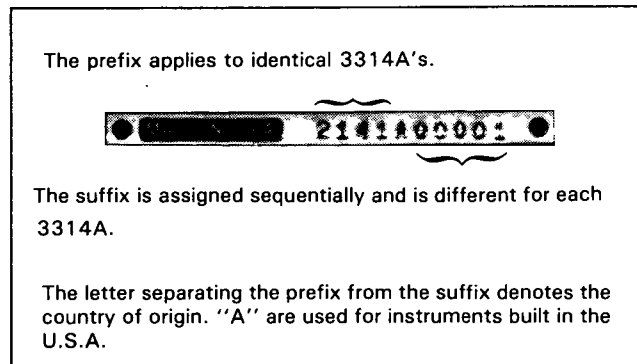 The prefix applies to identical 3314A's.
2141A00001
The suffix is assigned sequentially and is different for each
3314A.
The letter separating the prefix from the suffix denotes the
country of origin. ''A'' are used for instruments built in the
U.S.A.